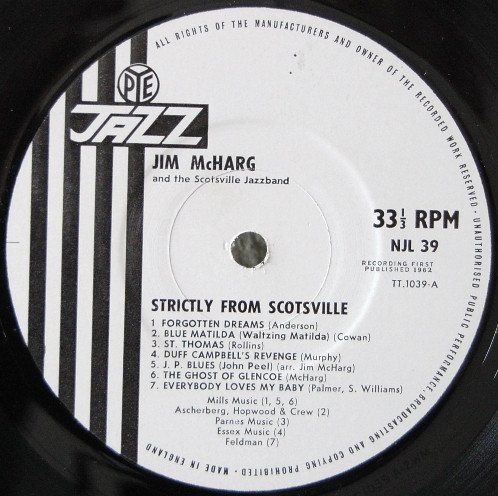 ALL RIGHTS OF THE MANUFACTURERS AND OWNER OF THE RECORDED WORK RESERVED · UNAUTHORISED PUBLIC PERFORMANCE, BROADCASTING AND COPYING PROHIBITED · MADE IN ENGLAND
PYE
JAZZ
JIM McHARG
and the Scotsville Jazzband
33⅓ RPM
NJL 39
RECORDING FIRST
PUBLISHED 1962
TT.1039-A
STRICTLY FROM SCOTSVILLE
1 FORGOTTEN DREAMS (Anderson)
2. BLUE MATILDA (Waltzing Matilda) (Cowan)
3. ST. THOMAS (Rollins)
4. DUFF CAMPBELL'S REVENGE (Murphy)
5. J. P. BLUES (John Peel) (arr. Jim McHarg)
6. THE GHOST OF GLENCOE (McHarg)
7. EVERYBODY LOVES MY BABY (Palmer, S. Williams)
Mills Music (1, 5, 6)
Ascherberg, Hopwood & Crew (2)
Parnes Music (3)
Essex Music (4)
Feldman (7)